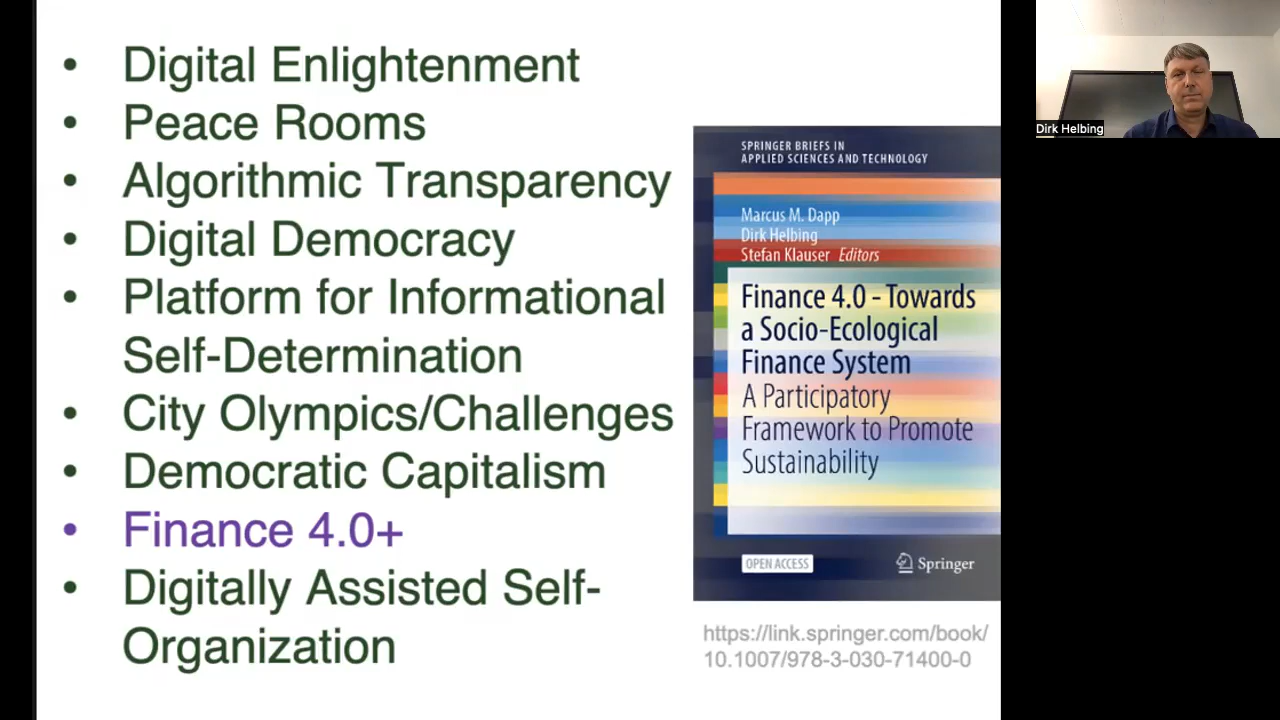 • Digital Enlightenment
• Peace Rooms
• Algorithmic Transparency
• Digital Democracy
• Platform for Informational
Self-Determination
• City Olympics/Challenges
• Democratic Capitalism
• Finance 4.0+
• Digitally Assisted Self-
Organization
SPRINGER BRIEFS IN
APPLIED SCIENCES AND TECHNOLOGY
Marcus M. Dapp
Dirk Helbing
Stefan Klauser Editors
Finance 4.0 - Towards
a Socio-Ecological
Finance System
A Participatory
Framework to Promote
Sustainability
OPEN ACCESS
Springer
https://link.springer.com/book/
10.1007/978-3-030-71400-0
Dirk Helbing